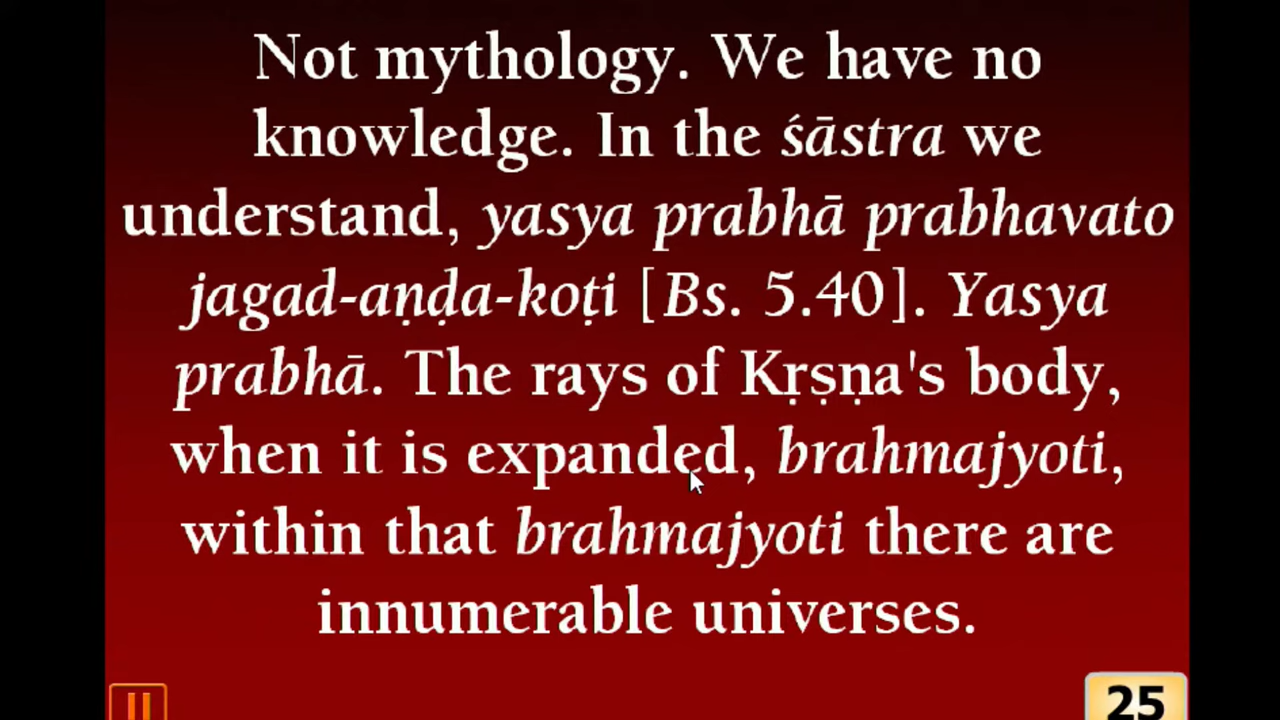 Not mythology. We have no
knowledge. In the śāstra we
understand, yasya prabhā prabhavato
jagad-aṇḍa-koṭi [Bs. 5.40]. Yasya
prabhā. The rays of Kṛṣṇa's body,
when it is expanded, brahmajyoti,
within that brahmajyoti there are
innumerable universes.
25